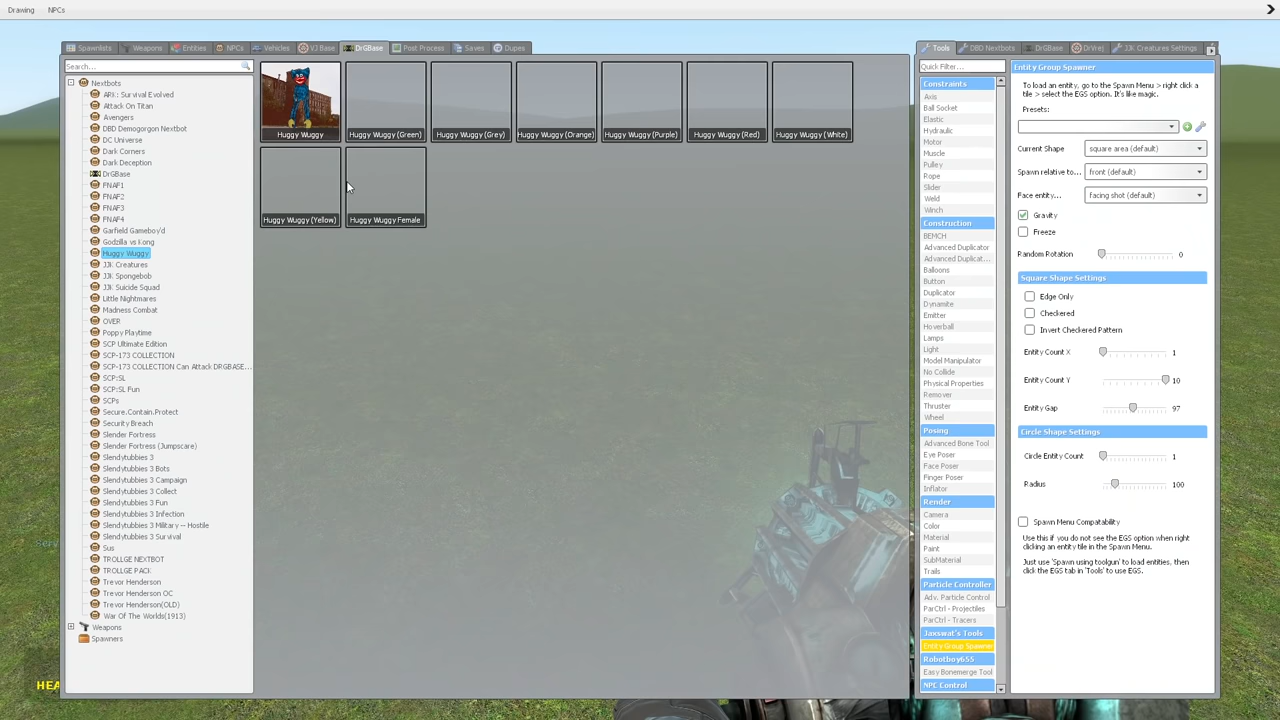 Drawing NPCs
Spawnlists Weapons Entities NPCs Vehicles VJ Base DrGBase Post Process Saves Dupes
Search...
Nextbots
ARK: Survival Evolved
Attack On Titan
Avengers
DBD Demogorgon Nextbot
DC Universe
Dark Corners
Dark Deception
DrGBase
FNAF1
FNAF2
FNAF3
FNAF4
Garfield Gameboy'd
Godzilla vs Kong
Huggy Wuggy
JJK Creatures
JJK Spongebob
JJK Suicide Squad
Little Nightmares
Madness Combat
OVER
Poppy Playtime
SCP Ultimate Edition
SCP-173 COLLECTION
SCP-173 COLLECTION Can Attack DRGBASE...
SCP:SL
SCP:SL Fun
SCPs
Secure.Contain.Protect
Security Breach
Slender Fortress
Slender Fortress (Jumpscare)
Slendytubbies 3
Slendytubbies 3 Bots
Slendytubbies 3 Campaign
Slendytubbies 3 Collect
Slendytubbies 3 Fun
Slendytubbies 3 Infection
Slendytubbies 3 Military -- Hostile
Slendytubbies 3 Survival
Sus
TROLLGE NEXTBOT
TROLLGE PACK
Trevor Henderson
Trevor Henderson OC
Trevor Henderson(OLD)
War Of The Worlds(1913)
Weapons
Spawners
Huggy Wuggy Huggy Wuggy (Green) Huggy Wuggy (Grey) Huggy Wuggy (Orange) Huggy Wuggy (Purple) Huggy Wuggy (Red) Huggy Wuggy (White)
Huggy Wuggy (Yellow) Huggy Wuggy Female
HEA
Tools DBD Nextbots DrGBase DrVrej JJK Creatures Settings
Quick Filter...
Constraints
Axis
Ball Socket
Elastic
Hydraulic
Motor
Muscle
Pulley
Rope
Slider
Weld
Winch
Construction
BEMCH
Advanced Duplicator
Advanced Duplicat...
Balloons
Button
Duplicator
Dynamite
Emitter
Hoverball
Lamps
Light
Model Manipulator
No Collide
Physical Properties
Remover
Thruster
Wheel
Posing
Advanced Bone Tool
Eye Poser
Face Poser
Finger Poser
Inflator
Render
Camera
Color
Material
Paint
SubMaterial
Trails
Particle Controller
Adv. Particle Control
ParCtrl - Projectiles
ParCtrl - Tracers
Jaxswat's Tools
Entity Group Spawner
Robotboy655
Easy Bonemerge Tool
NPC Control
Entity Group Spawner
To load an entity, go to the Spawn Menu > right click a
tile > select the EGS option. It's like magic.
Presets:
Current Shape square area (default)
Spawn relative to... front (default)
Face entity... facing shot (default)
Gravity
Freeze
Random Rotation 0
Square Shape Settings
Edge Only
Checkered
Invert Checkered Pattern
Entity Count X 1
Entity Count Y 10
Entity Gap 97
Circle Shape Settings
Circle Entity Count 1
Radius 100
Spawn Menu Compatability
Use this if you do not see the EGS option when right
clicking an entity tile in the Spawn Menu.
Just use 'Spawn using toolgun' to load entities, then
click the EGS tab in 'Tools' to use EGS.